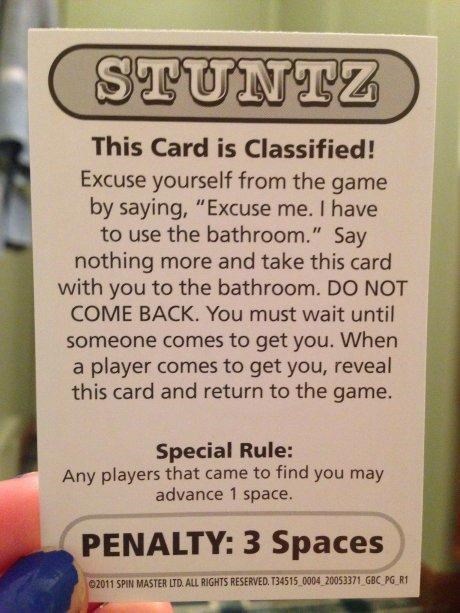 STUNTZ
This Card is Classified!
Excuse yourself from the game
by saying, “Excuse me. I have
to use the bathroom.” Say
nothing more and take this card
with you to the bathroom. DO NOT
COME BACK. You must wait until
someone comes to get you. When
a player comes to get you, reveal
this card and return to the game.
Special Rule:
Any players that came to find you may
advance 1 space.
PENALTY: 3 Spaces
©2011 SPIN MASTER LTD. ALL RIGHTS RESERVED. T34515_0004_20053371_GBC_PG_R1